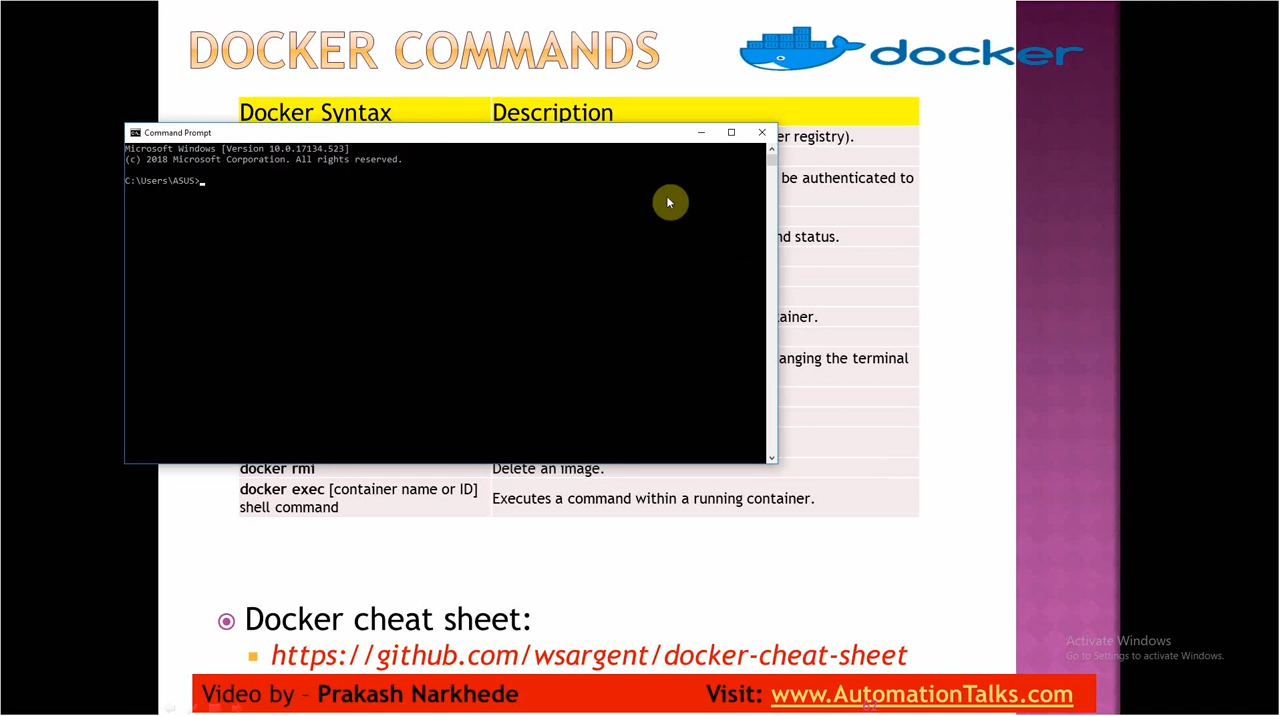 DOCKER COMMANDS
docker
Docker Syntax Description
er registry).
be authenticated to
nd status.
ainer.
anging the terminal
Command Prompt
Microsoft Windows [Version 10.0.17134.523]
(c) 2018 Microsoft Corporation. All rights reserved.
C:\Users\ASUS>
docker rmi Delete an image.
docker exec [container name or ID] Executes a command within a running container.
shell command
Docker cheat sheet:
https://github.com/wsargent/docker-cheat-sheet
Activate Windows
Go to Settings to activate Windows.
Video by - Prakash Narkhede Visit: www.AutomationTalks.com